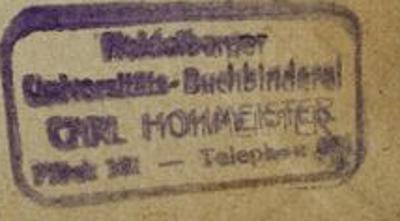 Heidelberger
Universitäts-Buchbinderei
CARL HOHMEISTER
— Telephon